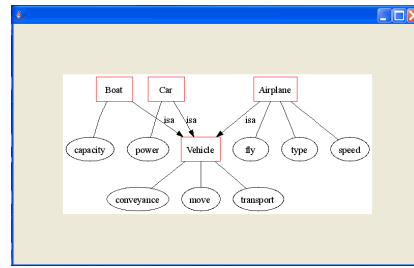 Boat Car Airplane
isa isa isa
capacity power Vehicle fly type speed
conveyance move transport